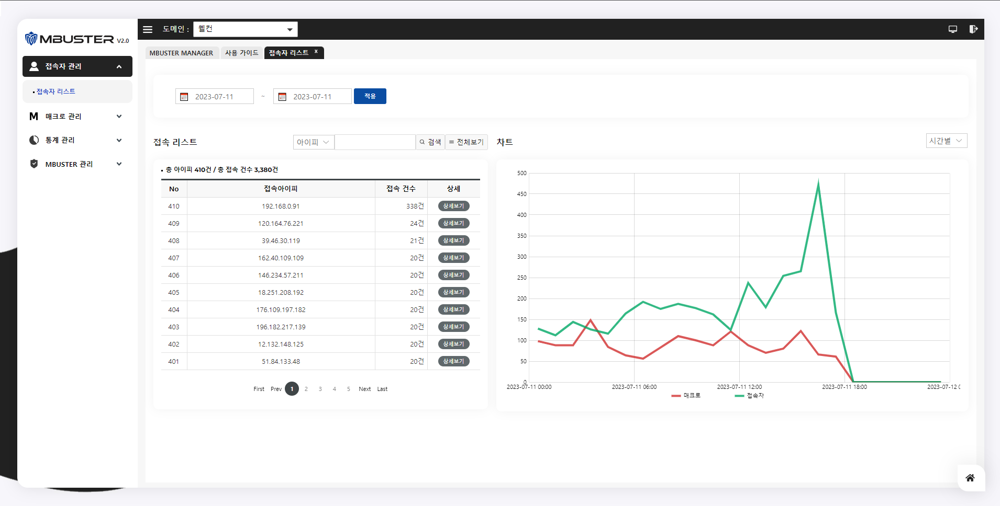 MBUSTER V2.0
도메인 : 웰컨
접속자 관리
접속자 리스트
매크로 관리
통계 관리
MBUSTER 관리
MBUSTER MANAGER 사용 가이드 접속자 리스트 x
2023-07-11 ~ 2023-07-11 적용
접속 리스트 아이피 검색 전체보기
총 아이피 410건 / 총 접속 건수 3,380건
No 접속아이피 접속 건수 상세
410 192.168.0.91 338건 상세보기
409 120.164.76.221 24건 상세보기
408 39.46.30.119 21건 상세보기
407 162.40.109.109 20건 상세보기
406 146.234.57.211 20건 상세보기
405 18.251.208.192 20건 상세보기
404 176.109.197.182 20건 상세보기
403 196.182.217.139 20건 상세보기
402 12.132.148.125 20건 상세보기
401 51.84.133.48 20건 상세보기
First Prev 1 2 3 4 5 Next Last
차트 시간별
500
450
400
350
300
250
200
150
100
50
0
2023-07-11 00:00 2023-07-11 06:00 2023-07-11 12:00 2023-07-11 18:00 2023-07-12 0
매크로 접속자